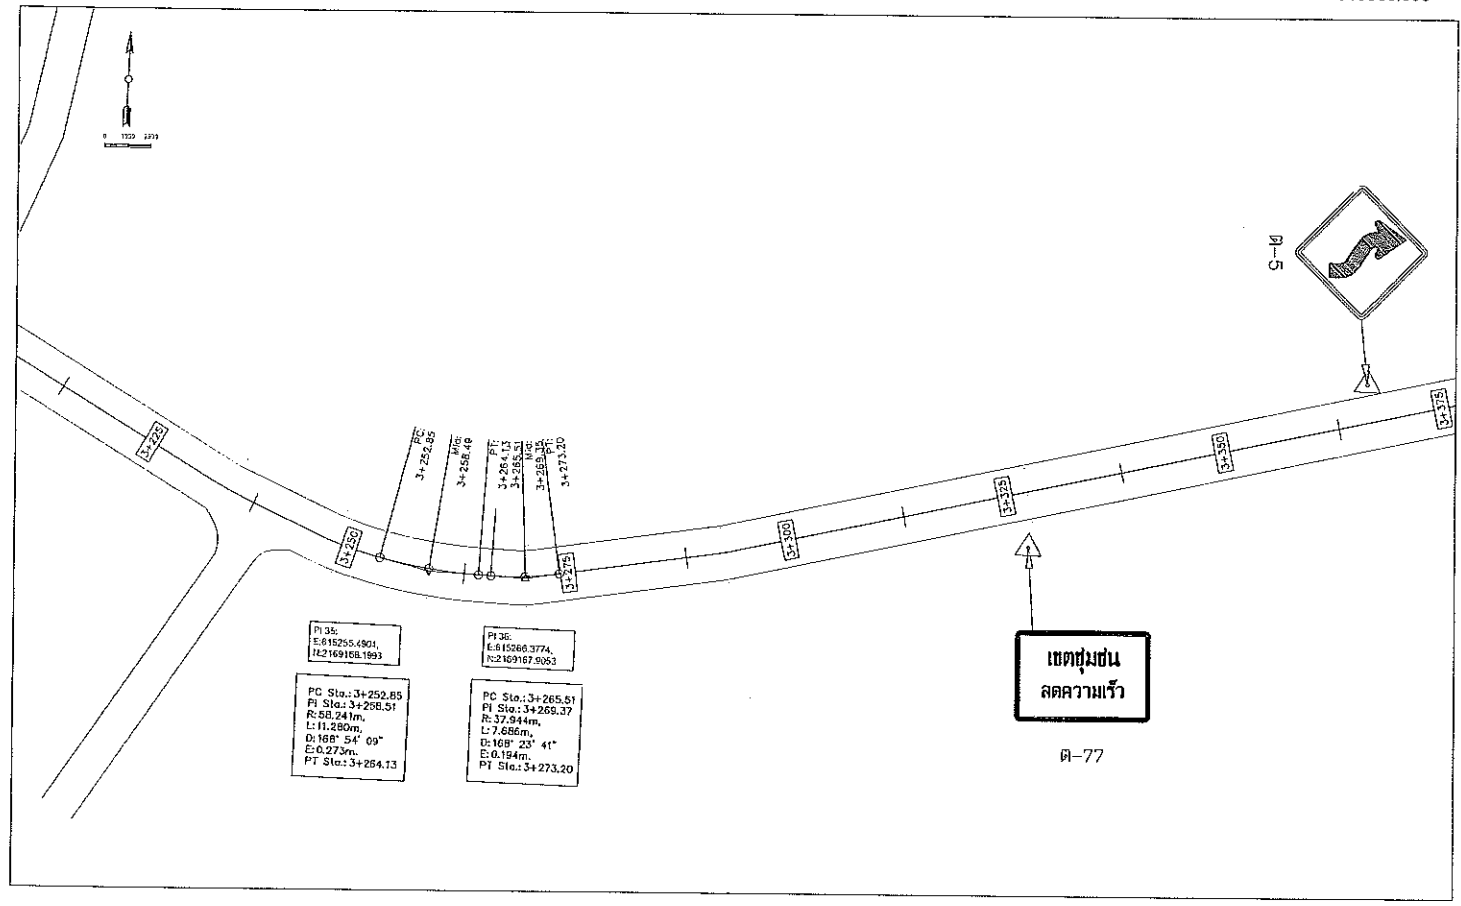 ต-5
3+225
3+250
3+275
3+300
3+325
3+350
3+375
PC:
3+252.85
Mid:
3+258.49
PT:
3+264.13
3+265.51
Mid:
3+269.35
PT:
3+273.20
PI 35:
E:615255.4904,
N:2169168.1993
PI 36:
E:615266.3774,
N:2169167.9053
PC Sta.: 3+252.85
PI Sta.: 3+258.51
R: 58.241m,
L: 11.280m,
D: 168° 54' 09"
E: 0.273m.
PT Sta.: 3+264.13
PC Sta.: 3+265.51
PI Sta.: 3+269.37
R: 37.944m,
L: 7.686m,
D: 168° 23' 41"
E: 0.194m.
PT Sta.: 3+273.20
เขตชุมชน
ลดความเร็ว
ต-77